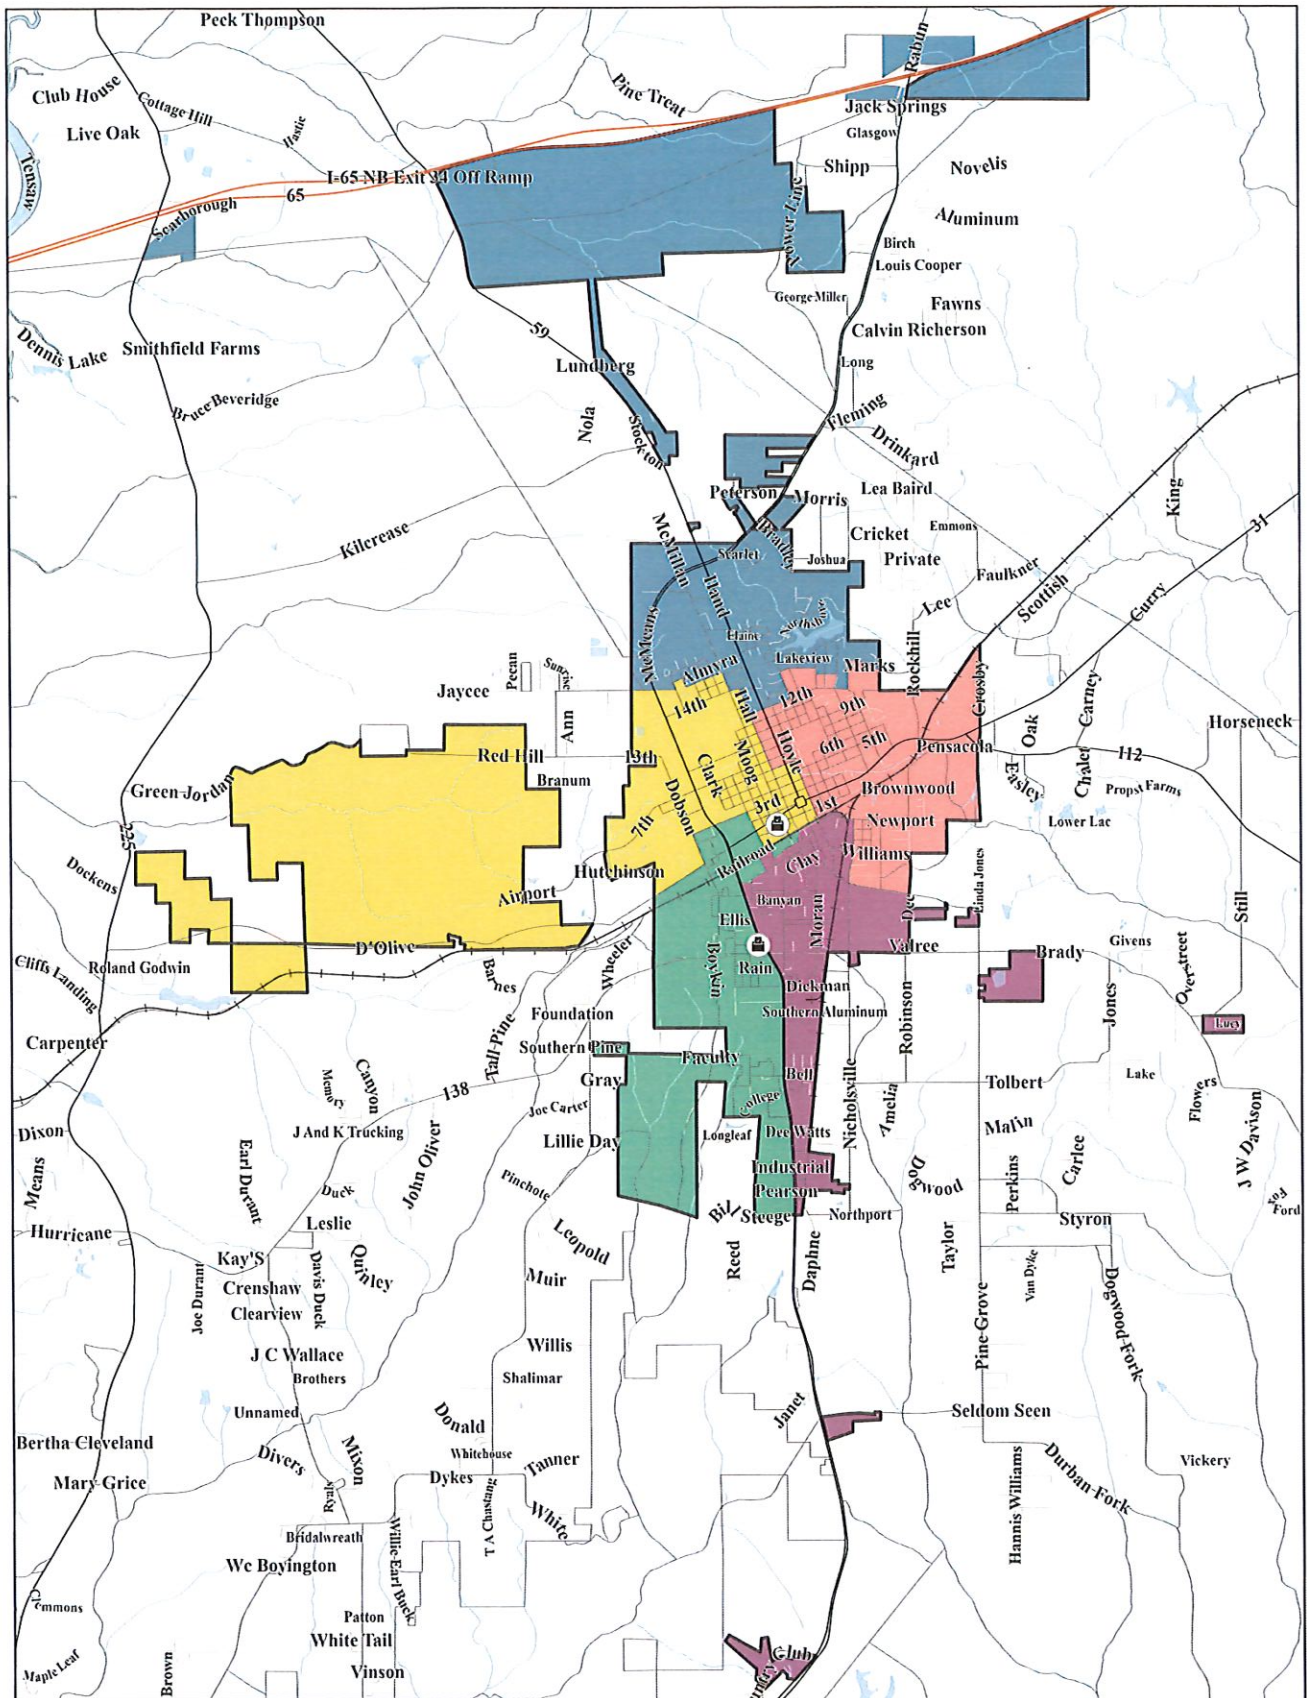 Peek Thompson
Rabun
Club House
Cottage Hill
Pine Treat
Jack Springs
Hastie
Live Oak
Glasgow
Tensaw
I-65 NB Exit 34 Off Ramp
Shipp
Novelis
65
Scarborough
Lower Line
Aluminum
Birch
Louis Cooper
George Miller
Fawns
59
Calvin Richerson
Dennis Lake
Smithfield Farms
Lundberg
Long
Bruce Beveridge
Fleming
Nola
Stockton
Drinkard
Peterson
Morris
Lea Baird
King
Kilcrease
McMillan
Bradley
Cricket
Emmons
31
Scarlet
Joshua
Private
Faulkner
Hand
Scottish
Curry
Lee
McMeans
Elaine
Northshore
Rockhill
Almyra
Lakeview
Marks
Pecan
Sunrise
Crosby
Carney
Jaycee
14th
Hall
12th
9th
Ann
Oak
Horseneck
Red Hill
13th
Moog
Hoyle
6th
5th
Pensacola
112
Green Jordan
Branum
Clark
Brownwood
Easley
Chalet
Propst Farms
3rd
1st
225
7th
Dobson
Newport
Lower Lac
Dockens
Hutchinson
Railroad
Clay
Williams
Airport
Banyan
Dee
Linda Jones
Still
Ellis
Moran
D'Olive
Valree
Brady
Givens
Cliffs Landing
Roland Godwin
Barnes
Wheeler
Boykin
Rain
Overstreet
Dickman
Foundation
Southern Aluminum
Robinson
Jones
Lucy
Carpenter
Tall Pine
Southern Pine
Faculty
Memory
Canyon
138
Gray
Bell
Nicholsville
Tolbert
Lake
Flowers
Joe Carter
College
Amelia
J W Davison
Dixon
J And K Trucking
Lillie Day
Longleaf
Dee Watts
Malin
Means
Earl Durant
John Oliver
Industrial
Dogwood
Perkins
Carlee
Duck
Pinchote
Pearson
Fox
Ford
Hurricane
Leslie
Bill Steege
Northport
Styron
Leopold
Kay'S
Davis Duck
Quinley
Reed
Daphne
Taylor
Van Dyke
Joe Durant
Crenshaw
Muir
Clearview
Dogwood Fork
Pine Grove
J C Wallace
Willis
Brothers
Shalimar
Unnamed
Donald
Janet
Seldom Seen
Bertha Cleveland
Divers
Mixon
Whitehouse
Tanner
Vickery
Mary Grice
Dykes
Ryals
T A Chastang
White
Hannis Williams
Durban Fork
Bridalwreath
Willie Earl Buck
Wc Boyington
Clemmons
Patton
White Tail
Club
Maple Leaf
Brown
Vinson